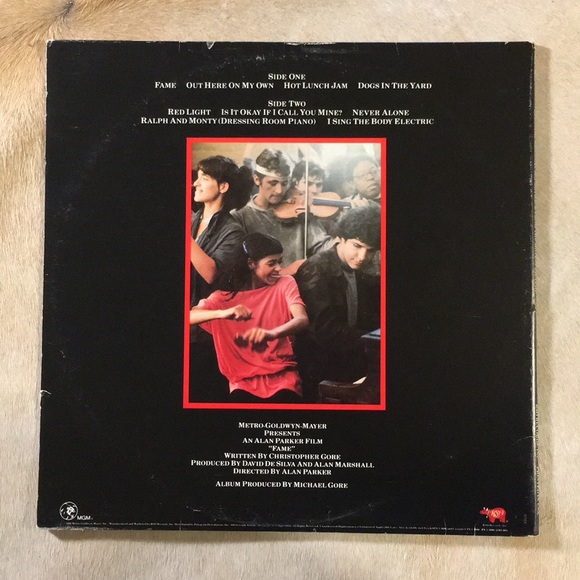 SIDE ONE
FAME OUT HERE ON MY OWN HOT LUNCH JAM DOGS IN THE YARD
SIDE TWO
RED LIGHT IS IT OKAY IF I CALL YOU MINE? NEVER ALONE
RALPH AND MONTY (DRESSING ROOM PIANO) I SING THE BODY ELECTRIC
METRO-GOLDWYN-MAYER
PRESENTS
AN ALAN PARKER FILM
"FAME"
WRITTEN BY CHRISTOPHER GORE
PRODUCED BY DAVID DE SILVA AND ALAN MARSHALL
DIRECTED BY ALAN PARKER
ALBUM PRODUCED BY MICHAEL GORE
MGM
RSO